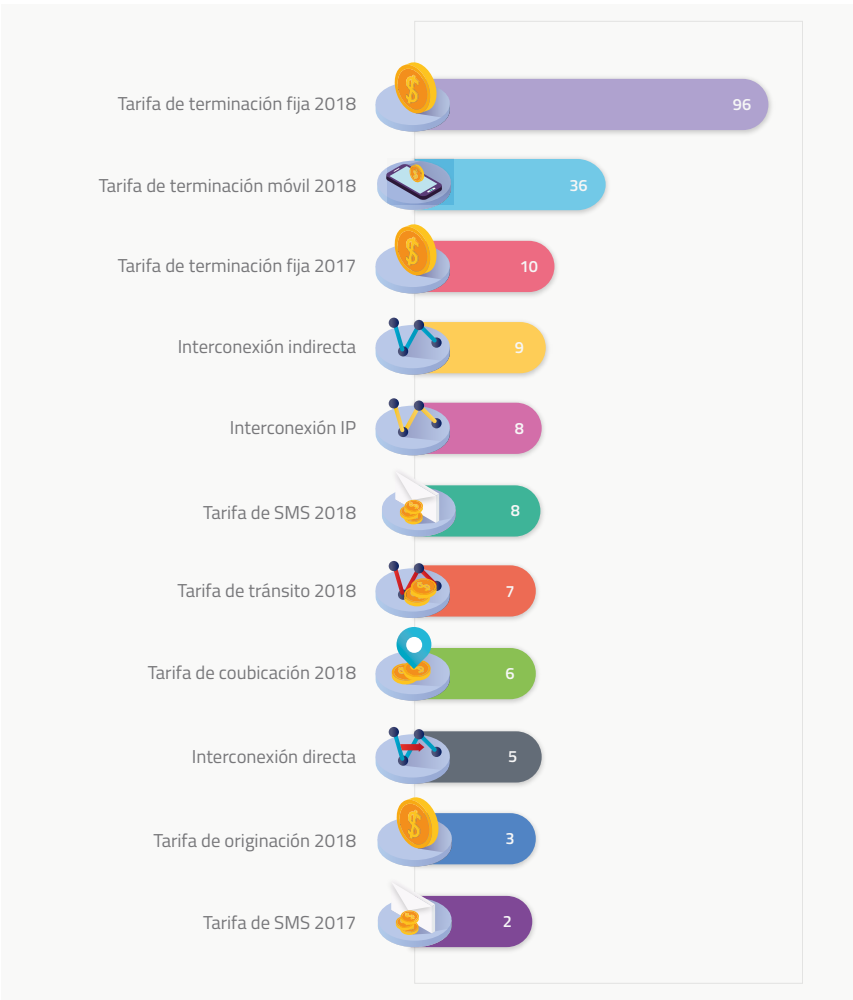 Tarifa de terminación fija 2018
96
Tarifa de terminación móvil 2018
36
Tarifa de terminación fija 2017
10
Interconexión indirecta
9
Interconexión IP
8
Tarifa de SMS 2018
8
Tarifa de tránsito 2018
7
Tarifa de coubicación 2018
6
Interconexión directa
5
Tarifa de originación 2018
3
Tarifa de SMS 2017
2